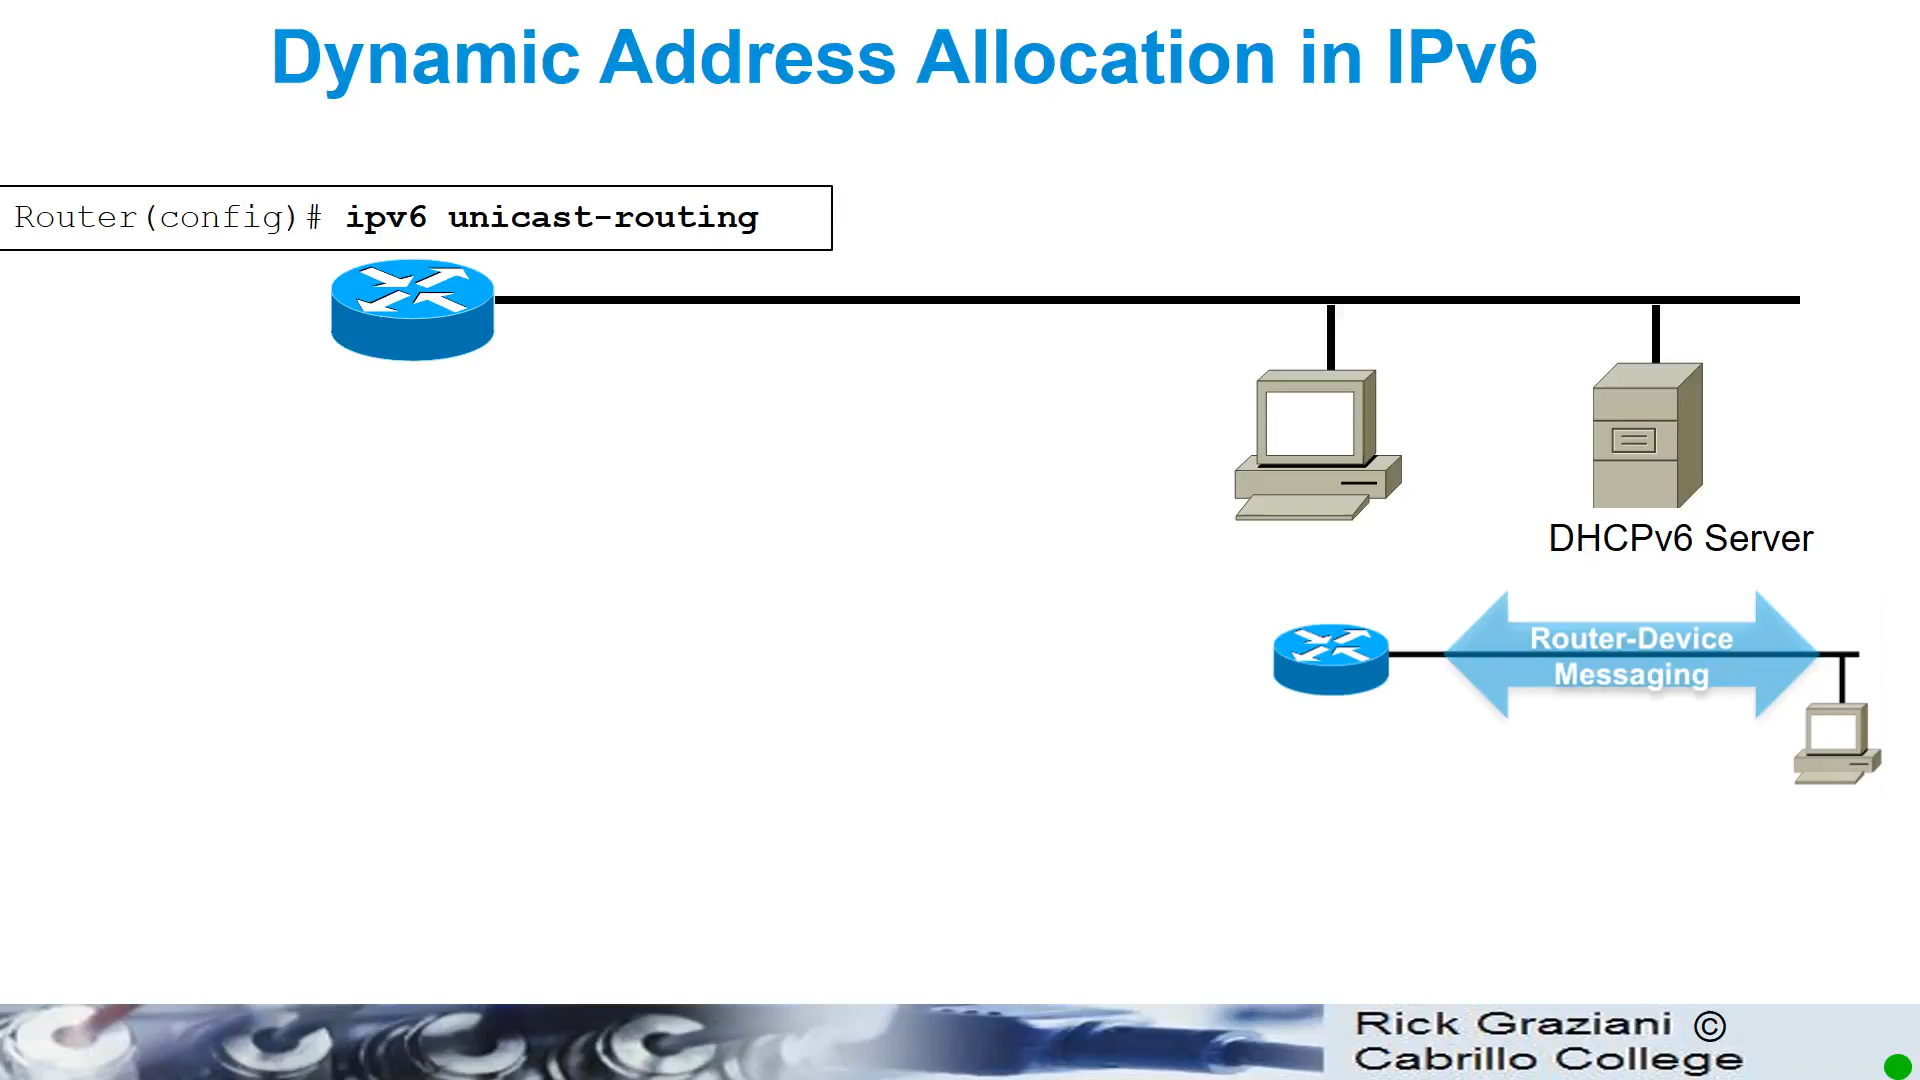 Dynamic Address Allocation in IPv6
Router(config)# ipv6 unicast-routing
DHCPv6 Server
Router-Device
Messaging
Rick Graziani ©
Cabrillo College